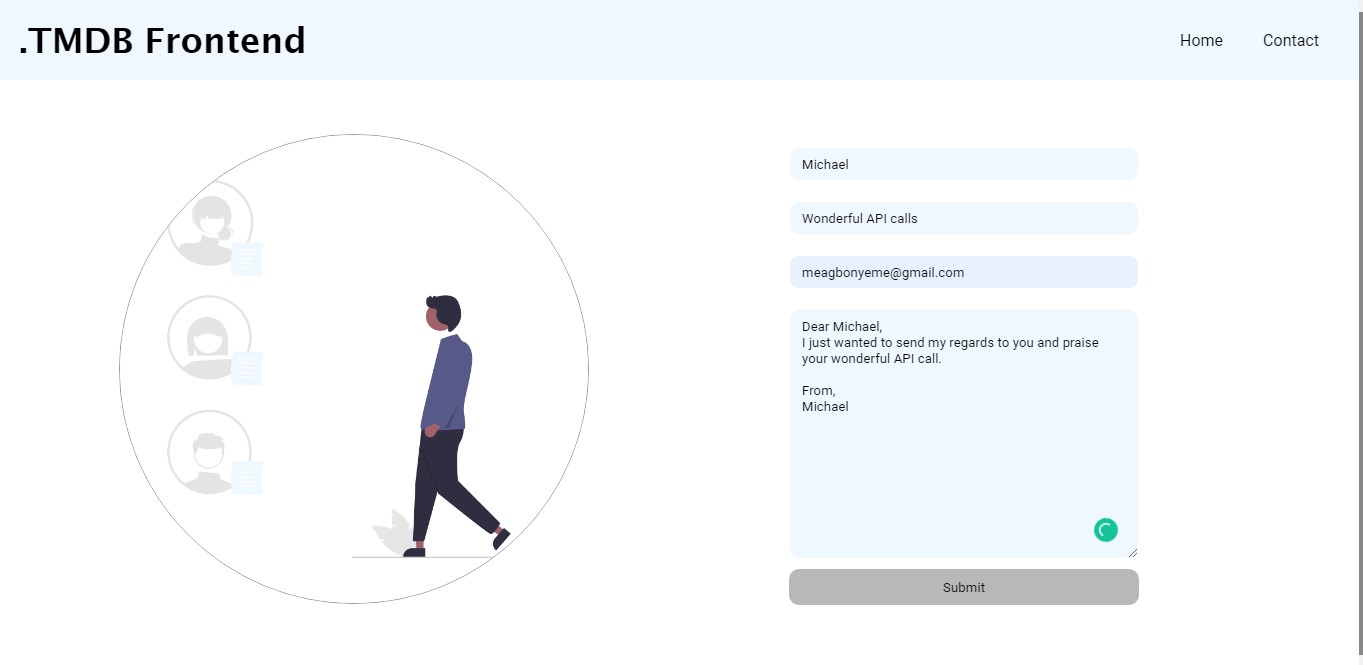 .TMDB Frontend
Home
Contact
Michael
Wonderful API calls
meagbonyeme@gmail.com
Dear Michael,
I just wanted to send my regards to you and praise
your wonderful API call.
From,
Michael
Submit